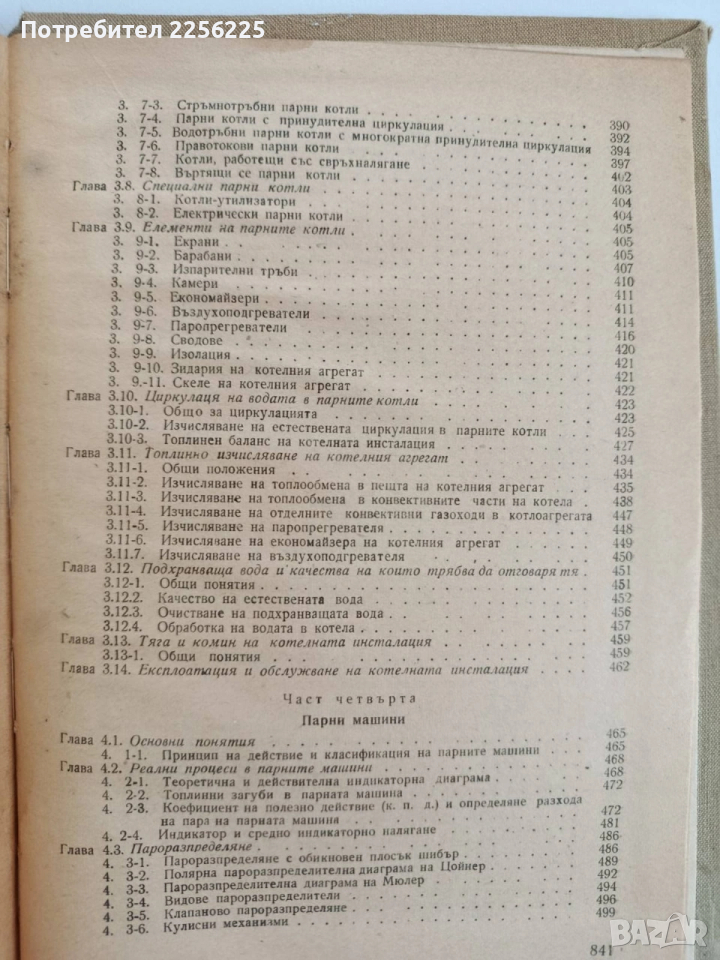 Потребител 2256225
3. 7-3. Стръмнотръбни парни котли 390
3. 7-4. Парни котли с принудителна циркулация 392
3. 7-5. Водотръбни парни котли с многократна принудителна циркулация 394
3. 7-6. Правотокови парни котли 397
3. 7-7. Котли, работещи със свръхналягане 402
3. 7-8. Въртящи се парни котли 403
Глава 3.8. Специални парни котли 404
3. 8-1. Котли-утилизатори 404
3. 8-2. Електрически парни котли 405
Глава 3.9. Елементи на парните котли 405
3. 9-1. Екрани 405
3. 9-2. Барабани 407
3. 9-3. Изпарителни тръби 410
3. 9-4. Камери 411
3. 9-5. Економайзери 411
3. 9-6. Въздухоподгреватели 414
3. 9-7. Паропрегреватели 416
3. 9-8. Сводове 420
3. 9-9. Изолация 421
3. 9-10. Зидария на котелния агрегат 421
3. 9.-11. Скеле на котелния агрегат 422
Глава 3.10. Циркулаця на водата в парните котли 423
3.10-1. Общо за циркулацията 423
3.10-2. Изчисляване на естествената циркулация в парните котли 425
3.10-3. Топлинен баланс на котелната инсталация 427
Глава 3.11. Топлинно изчисляване на котелния агрегат 434
3.11-1. Общи положения 434
3.11-2. Изчисляване на топлообмена в пещта на котелния агрегат 435
3.11-3. Изчисляване на топлообмена в конвективните части на котела 438
3.11-4. Изчисляване на отделните конвективни газоходи в котлоагрегата 447
3.11-5. Изчисляване на паропрегревателя 448
3.11-6. Изчисляване на економайзера на котелния агрегат 449
3.11.7. Изчисляване на въздухоподгревателя 450
Глава 3.12. Подхранваща вода и качества на които трябва да отговаря тя 451
3.12-1. Общи понятия 451
3.12.2. Качество на естествената вода 452
3.12.3. Очистване на подхранващата вода 456
3.12.4. Обработка на водата в котела 457
Глава 3.13. Тяга и комин на котелната инсталация 459
3.13-1. Общи понятия 459
Глава 3.14. Експлоатация и обслужване на котелната инсталация 462
Част четвърта
Парни машини
Глава 4.1. Основни понятия 465
4. 1-1. Принцип на действие и класификация на парните машини 465
Глава 4.2. Реални процеси в парните машини 468
4. 2-1. Теоретична и действителна индикаторна диаграма 468
4. 2-2. Топлинни загуби в парната машина 472
4. 2-3. Коефициент на полезно действие (к. п. д.) и определяне разхода
на пара на парната машина 472
4. 2-4. Индикатор и средно индикаторно налягане 481
Глава 4.3. Пароразпределяне 486
4. 3-1. Пароразпределяне с обикновен плосък шибър 486
4. 3-2. Полярна пароразпределителна диаграма на Цойнер 489
4. 3-3. Пароразпределителна диаграма на Мюлер 492
4. 3-4. Видове пароразпределители 494
4. 3-5. Клапаново пароразпределяне 496
4. 3-6. Кулисни механизми 499
841
BAZAR